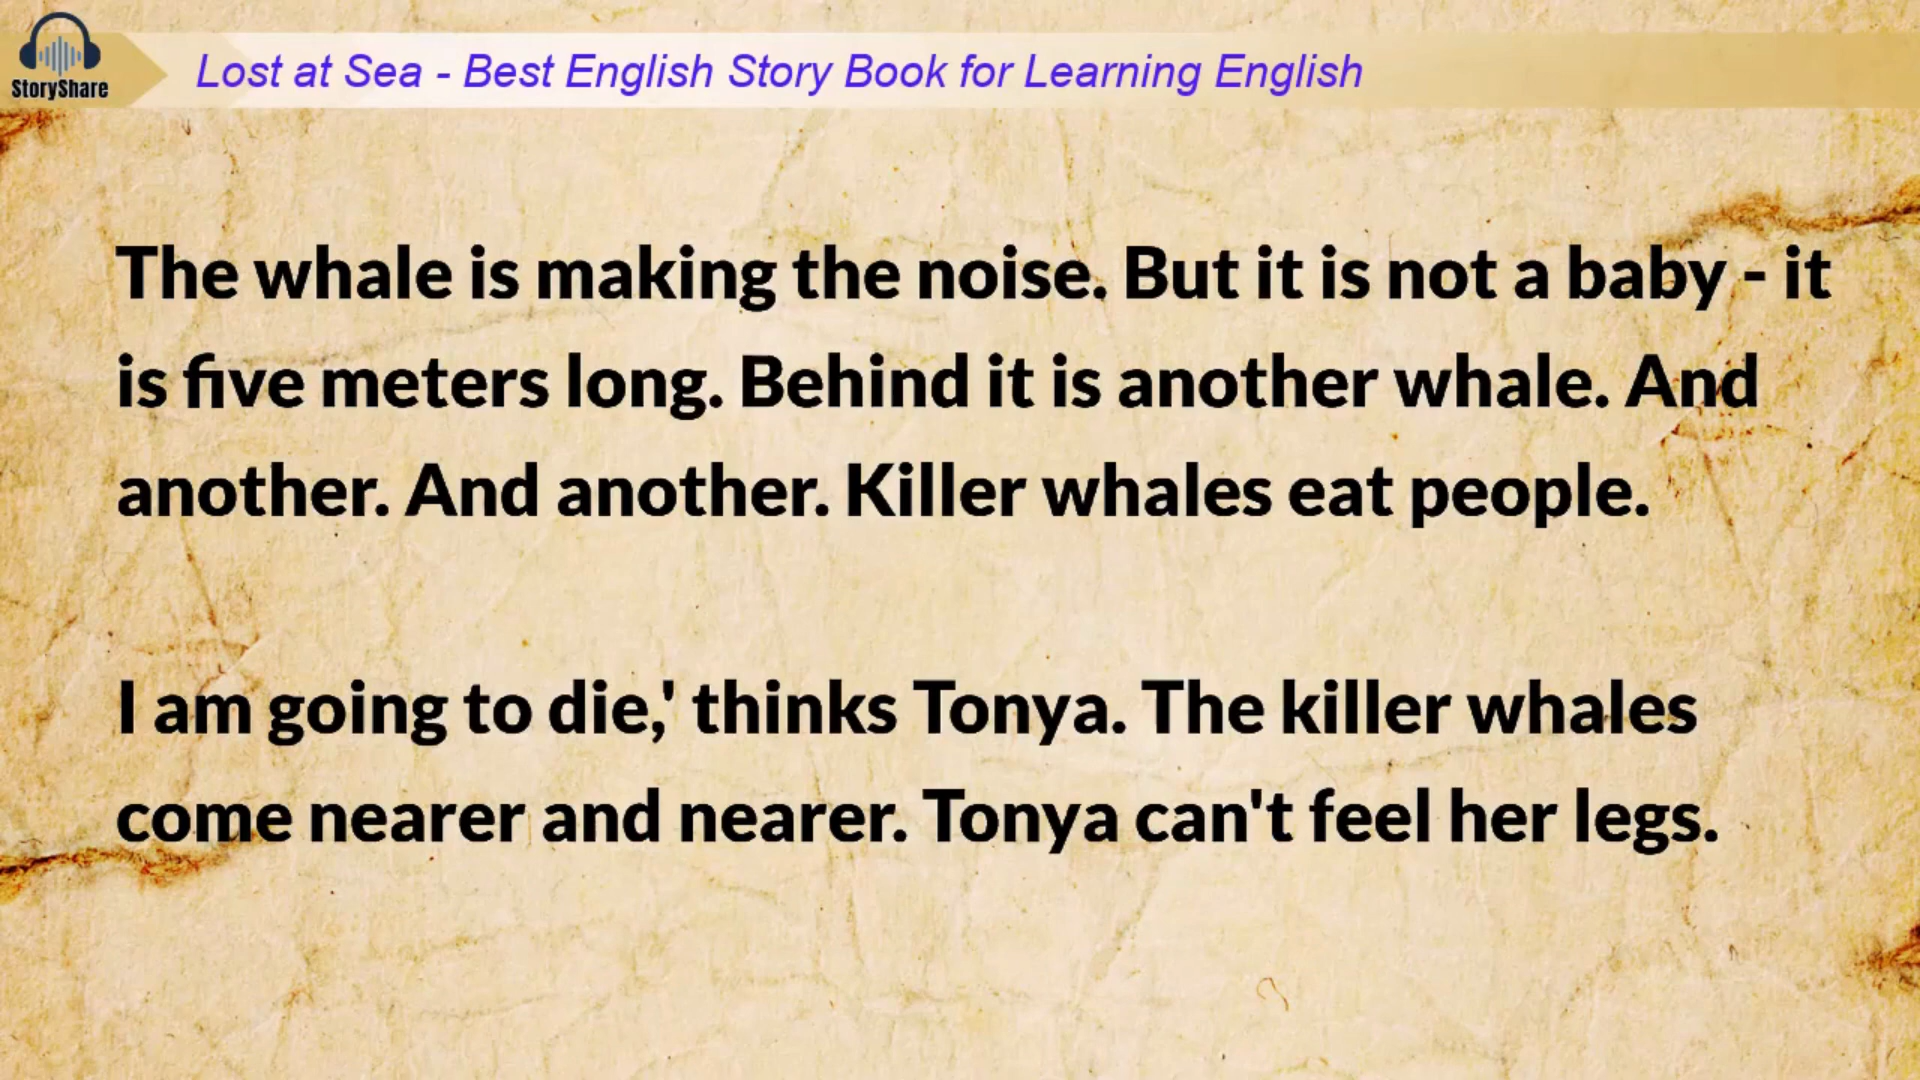 StoryShare
Lost at Sea - Best English Story Book for Learning English
The whale is making the noise. But it is not a baby - it
is five meters long. Behind it is another whale. And
another. And another. Killer whales eat people.
I am going to die,' thinks Tonya. The killer whales
come nearer and nearer. Tonya can't feel her legs.